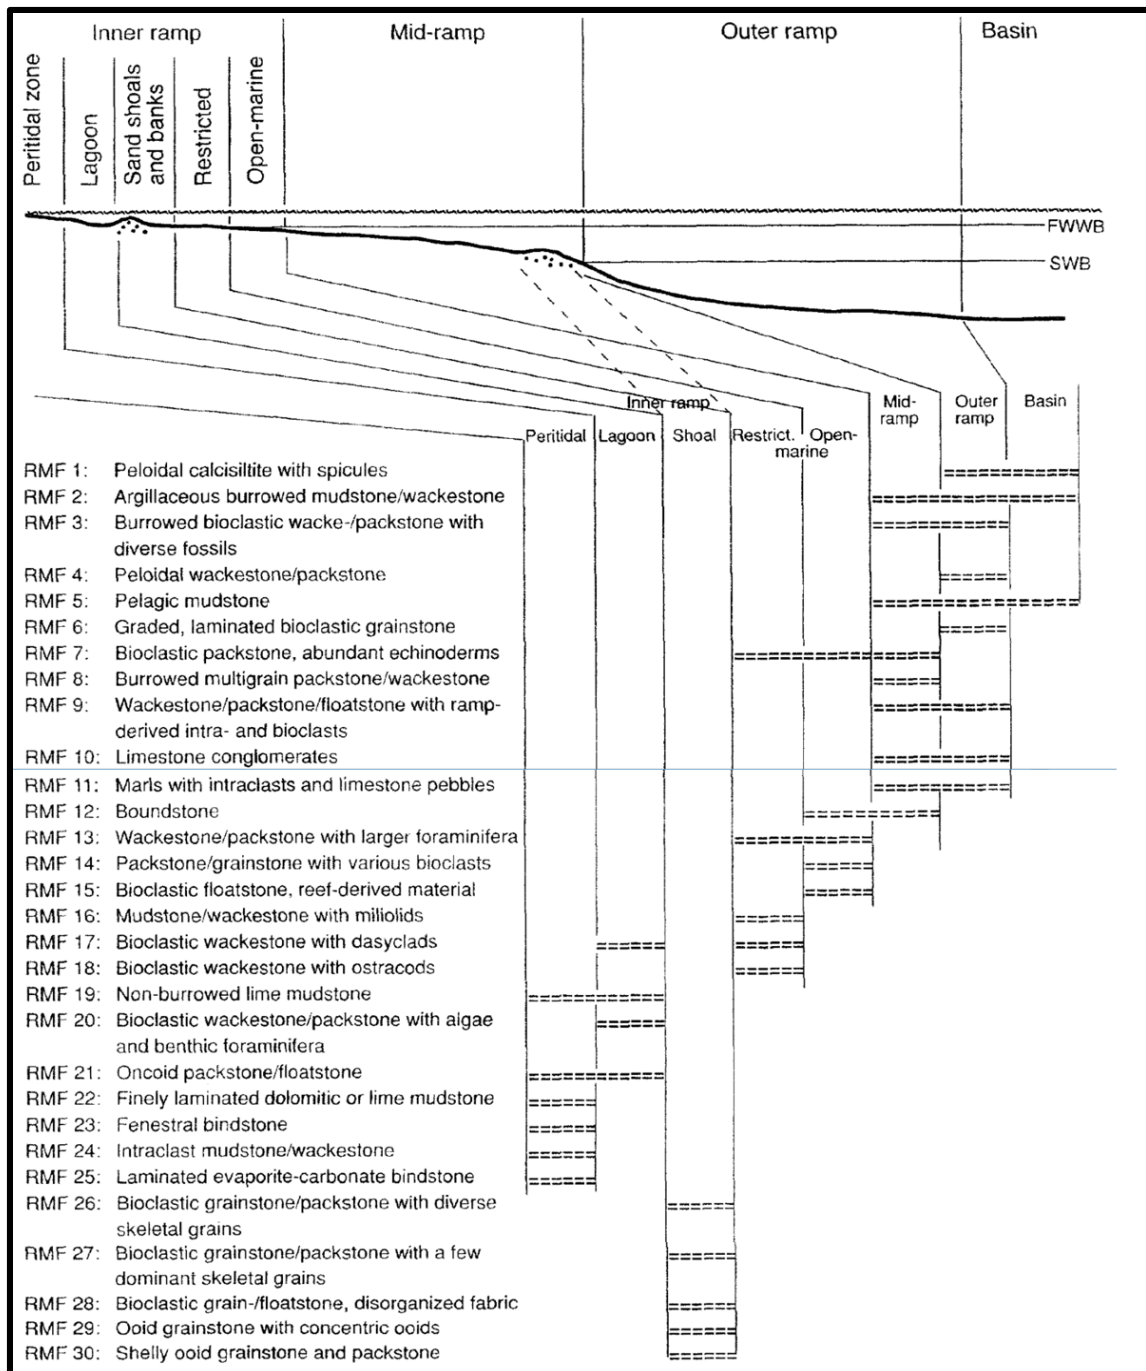 Inner ramp Mid-ramp Outer ramp Basin
Peritidal zone
Lagoon
Sand shoals
and banks
Restricted
Open-marine
FWWB
SWB
Inner ramp
Mid-
ramp
Outer
ramp
Basin
Peritidal Lagoon Shoal Restrict. Open-
marine
RMF 1: Peloidal calcisiltite with spicules
RMF 2: Argillaceous burrowed mudstone/wackestone
RMF 3: Burrowed bioclastic wacke-/packstone with
diverse fossils
RMF 4: Peloidal wackestone/packstone
RMF 5: Pelagic mudstone
RMF 6: Graded, laminated bioclastic grainstone
RMF 7: Bioclastic packstone, abundant echinoderms
RMF 8: Burrowed multigrain packstone/wackestone
RMF 9: Wackestone/packstone/floatstone with ramp-
derived intra- and bioclasts
RMF 10: Limestone conglomerates
RMF 11: Marls with intraclasts and limestone pebbles
RMF 12: Boundstone
RMF 13: Wackestone/packstone with larger foraminifera
RMF 14: Packstone/grainstone with various bioclasts
RMF 15: Bioclastic floatstone, reef-derived material
RMF 16: Mudstone/wackestone with miliolids
RMF 17: Bioclastic wackestone with dasyclads
RMF 18: Bioclastic wackestone with ostracods
RMF 19: Non-burrowed lime mudstone
RMF 20: Bioclastic wackestone/packstone with algae
and benthic foraminifera
RMF 21: Oncoid packstone/floatstone
RMF 22: Finely laminated dolomitic or lime mudstone
RMF 23: Fenestral bindstone
RMF 24: Intraclast mudstone/wackestone
RMF 25: Laminated evaporite-carbonate bindstone
RMF 26: Bioclastic grainstone/packstone with diverse
skeletal grains
RMF 27: Bioclastic grainstone/packstone with a few
dominant skeletal grains
RMF 28: Bioclastic grain-/floatstone, disorganized fabric
RMF 29: Ooid grainstone with concentric ooids
RMF 30: Shelly ooid grainstone and packstone